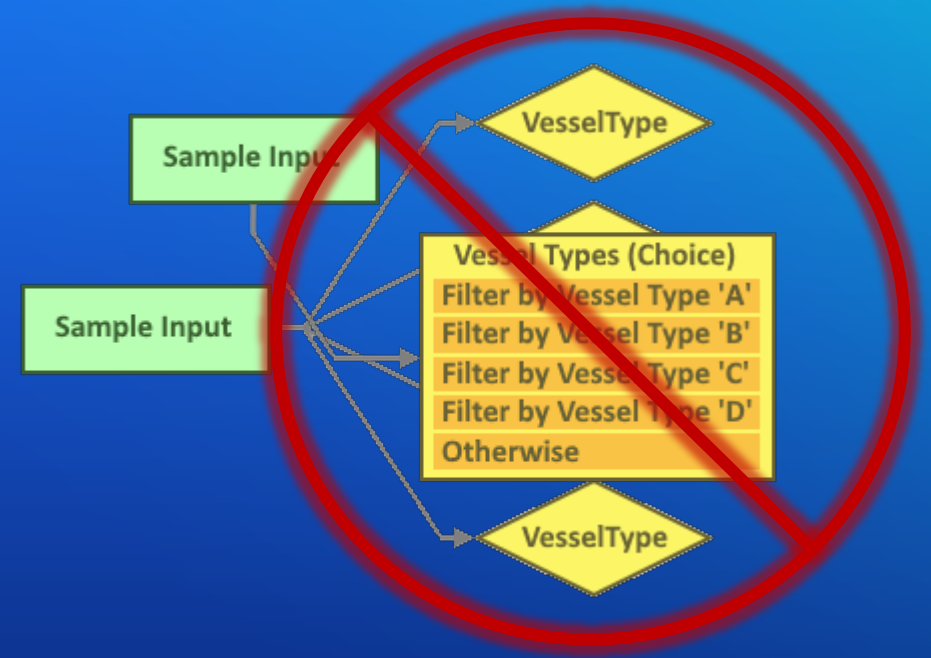 VesselType
Sample Input
Vessel Types (Choice)
Filter by Vessel Type 'A'
Filter by Vessel Type 'B'
Sample Input
Filter by Vessel Type 'C'
Filter by Vessel Type 'D'
Otherwise
VesselType